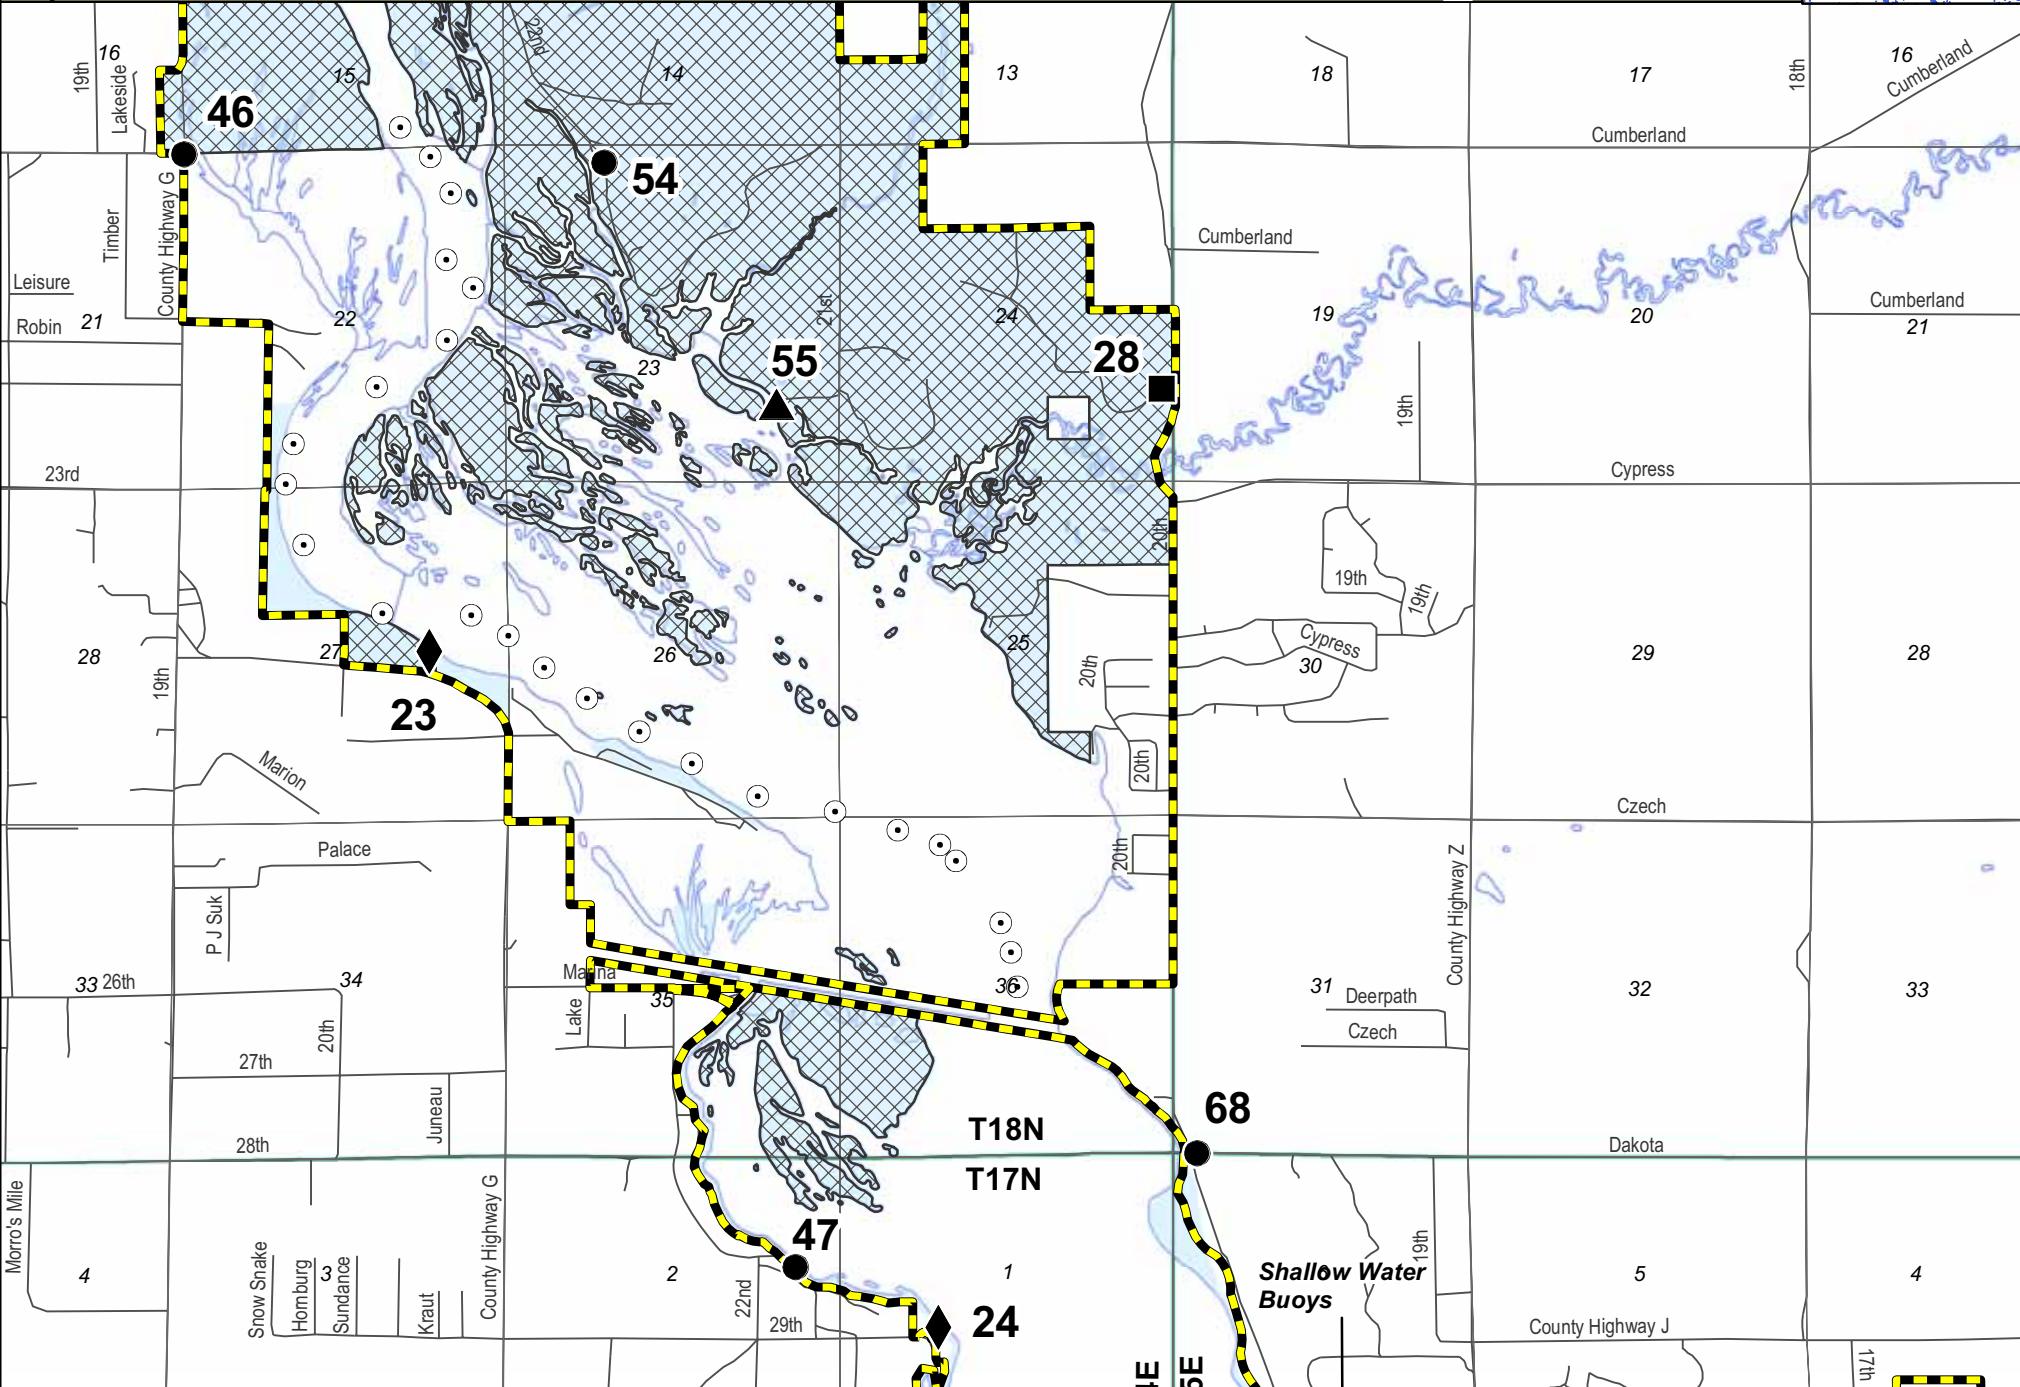 16
19th
Lakeside
15
46
22nd
14
13
18
17
18th
16
Cumberland
Cumberland
54
Timber
County Highway G
Cumberland
Leisure
Robin
21
22
21st
24
19
20
Cumberland
21
23
55
28
19th
23rd
Cypress
20th
19th
19th
28
27
26
25
Cypress
30
29
28
19th
20th
23
20th
Marion
Czech
Palace
20th
County Highway Z
P J Suk
33
26th
34
Marina
35
36
31
Deerpath
32
33
Lake
Czech
20th
27th
Juneau
68
T18N
28th
Dakota
T17N
Morro's Mile
47
Snow Snake
Homburg
Sundance
Kraut
County Highway G
4
3
2
1
19th
Shallow Water
Buoys
6
5
4
22nd
29th
24
County Highway J
17th
4E
5E